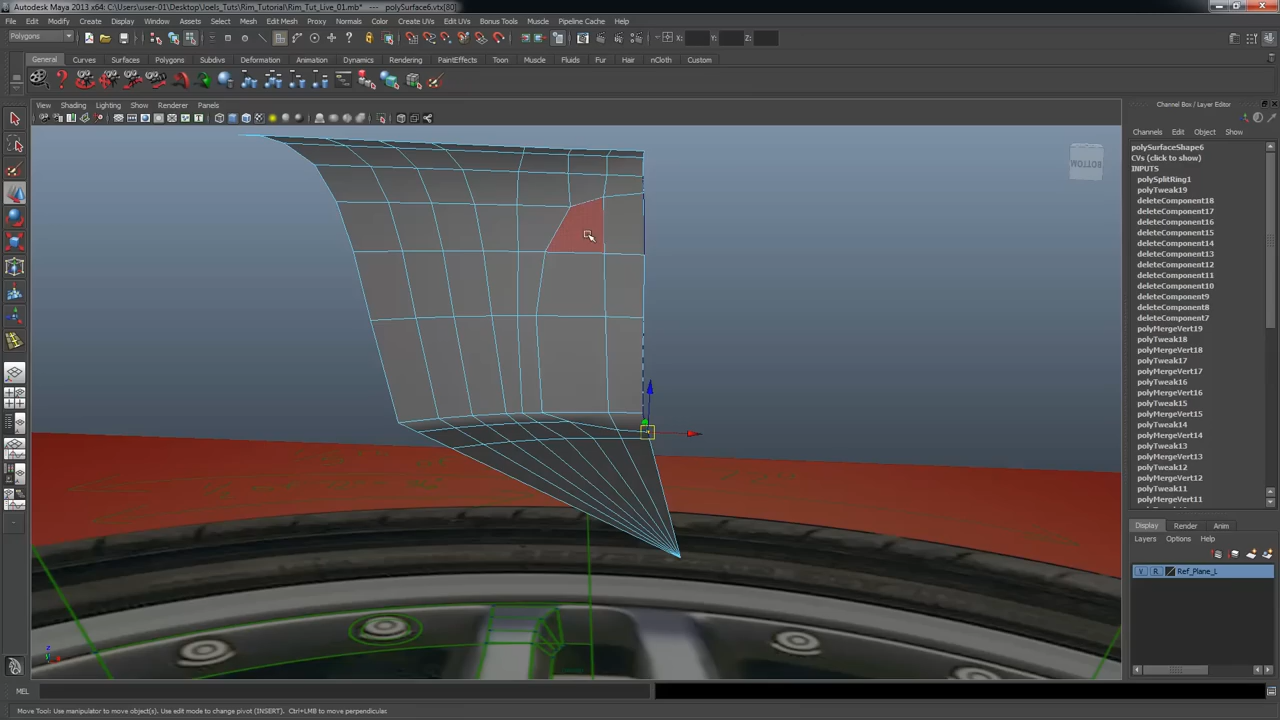 Autodesk Maya 2013 x64: C:\Users\user-01\Desktop\Joels_Tuts\Rim_Tutorial\Rim_Tut_Live_01.mb* --- polySurface6.vtx[80]
File Edit Modify Create Display Window Assets Select Mesh Edit Mesh Proxy Normals Color Create UVs Edit UVs Bonus Tools Muscle Pipeline Cache Help
Polygons
X: Y: Z:
General Curves Surfaces Polygons Subdivs Deformation Animation Dynamics Rendering PaintEffects Toon Muscle Fluids Fur Hair nCloth Custom
View Shading Lighting Show Renderer Panels
BOTTOM
Channel Box / Layer Editor
Channels Edit Object Show
polySurfaceShape6
CVs (click to show)
INPUTS
polySplitRing1
polyTweak19
deleteComponent18
deleteComponent17
deleteComponent16
deleteComponent15
deleteComponent14
deleteComponent13
deleteComponent12
deleteComponent11
deleteComponent10
deleteComponent9
deleteComponent8
deleteComponent7
polyMergeVert19
polyTweak18
polyMergeVert18
polyTweak17
polyMergeVert17
polyTweak16
polyMergeVert16
polyTweak15
polyMergeVert15
polyTweak14
polyMergeVert14
polyTweak13
polyMergeVert13
polyTweak12
polyMergeVert12
polyTweak11
polyMergeVert11
Display Render Anim
Layers Options Help
V R Ref_Plane_L
MEL
Move Tool: Use manipulator to move object(s). Use edit mode to change pivot (INSERT). Ctrl+LMB to move perpendicular.